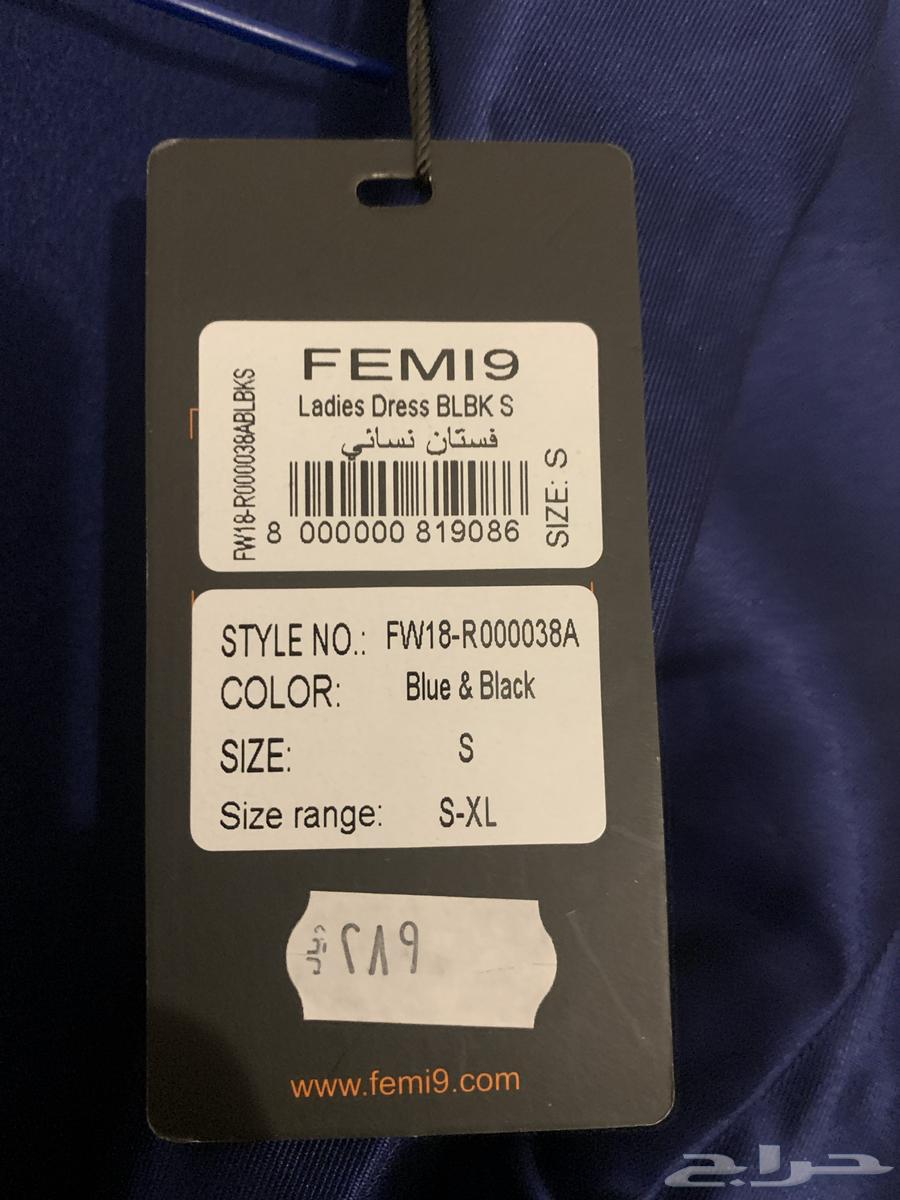 FEMI9
Ladies Dress BLBK S
فستان نسائي
FW18-R000038ABLBKS
8 000000 819086
SIZE: S
STYLE NO.: FW18-R000038A
COLOR: Blue & Black
SIZE: S
Size range: S-XL
ريال ٢٨٩
www.femi9.com
حراج